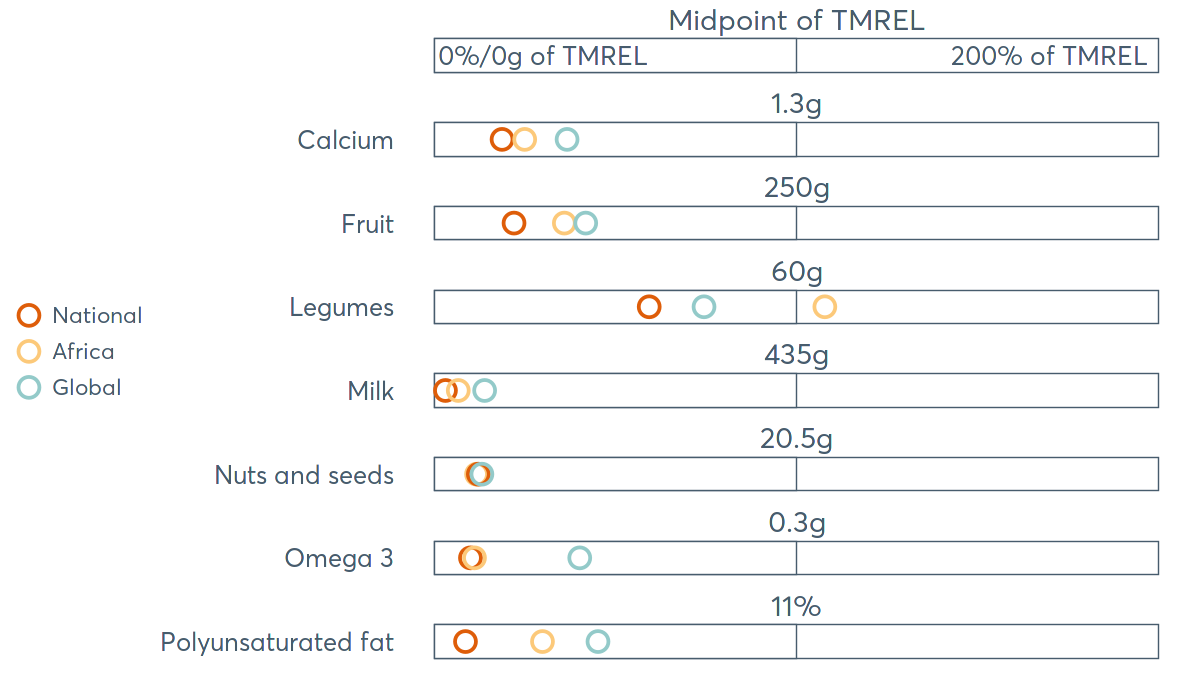 Midpoint of TMREL
0%/0g of TMREL
200% of TMREL
1.3g
Calcium
250g
Fruit
60g
Legumes
435g
Milk
20.5g
Nuts and seeds
0.3g
Omega 3
11%
Polyunsaturated fat
National
Africa
Global